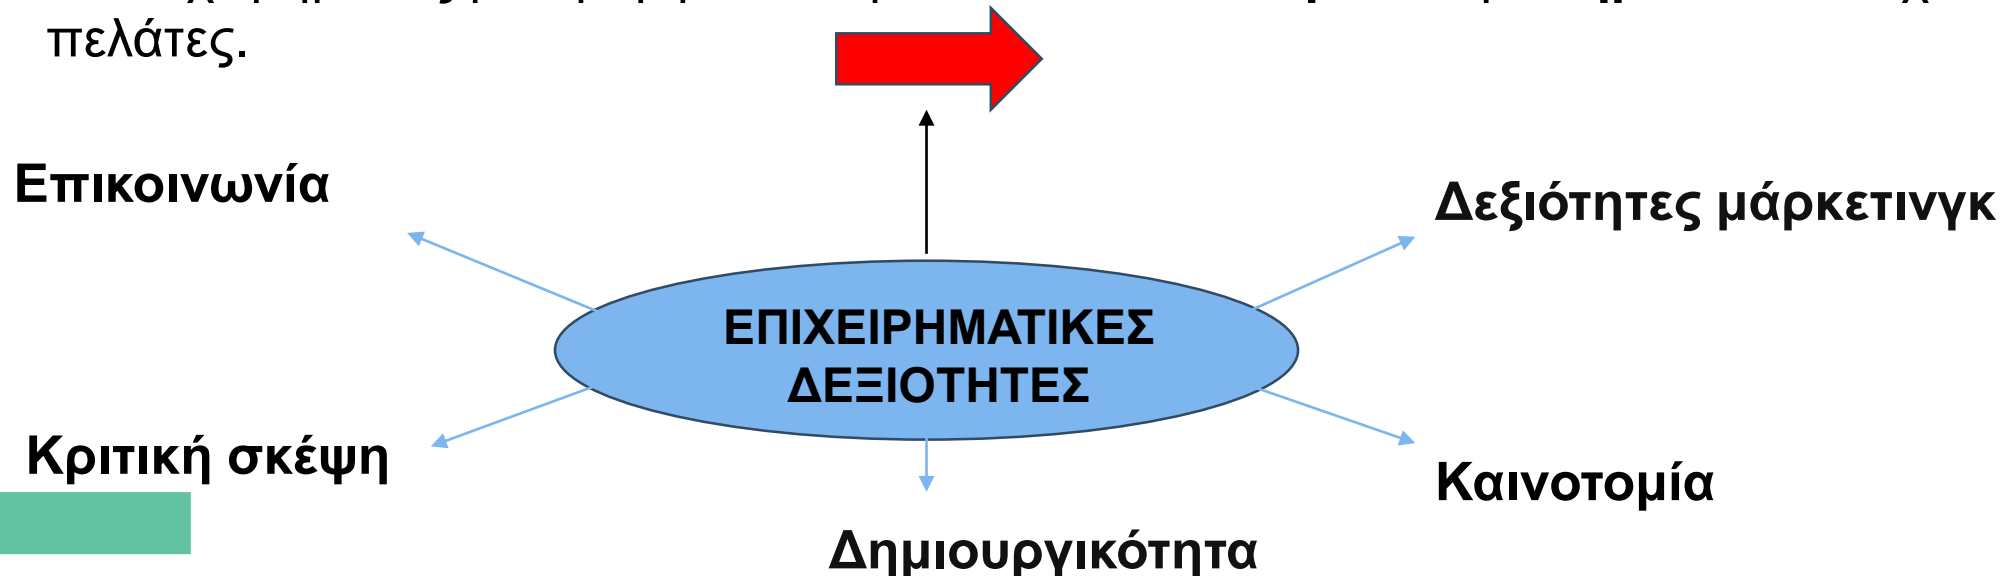 πελάτες.
Επικοινωνία
Δεξιότητες μάρκετινγκ
ΕΠΙΧΕΙΡΗΜΑΤΙΚΕΣ
ΔΕΞΙΟΤΗΤΕΣ
Κριτική σκέψη
Καινοτομία
Δημιουργικότητα